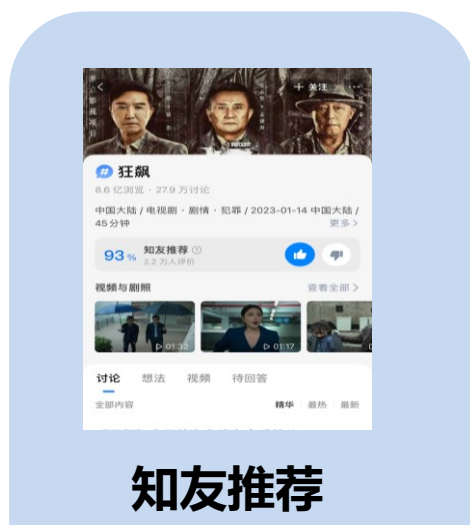 + 关注
# 狂飙
8.6 亿浏览 · 27.9 万讨论
中国大陆 / 电视剧 · 剧情 · 犯罪 / 2023-01-14 中国大陆 /
45分钟 更多 >
93% 知友推荐
2.2 万人评价
视频与剧照 查看全部 >
01:32 01:17
讨论 想法 视频 待回答
全部内容 精华 最热 最新
知友推荐